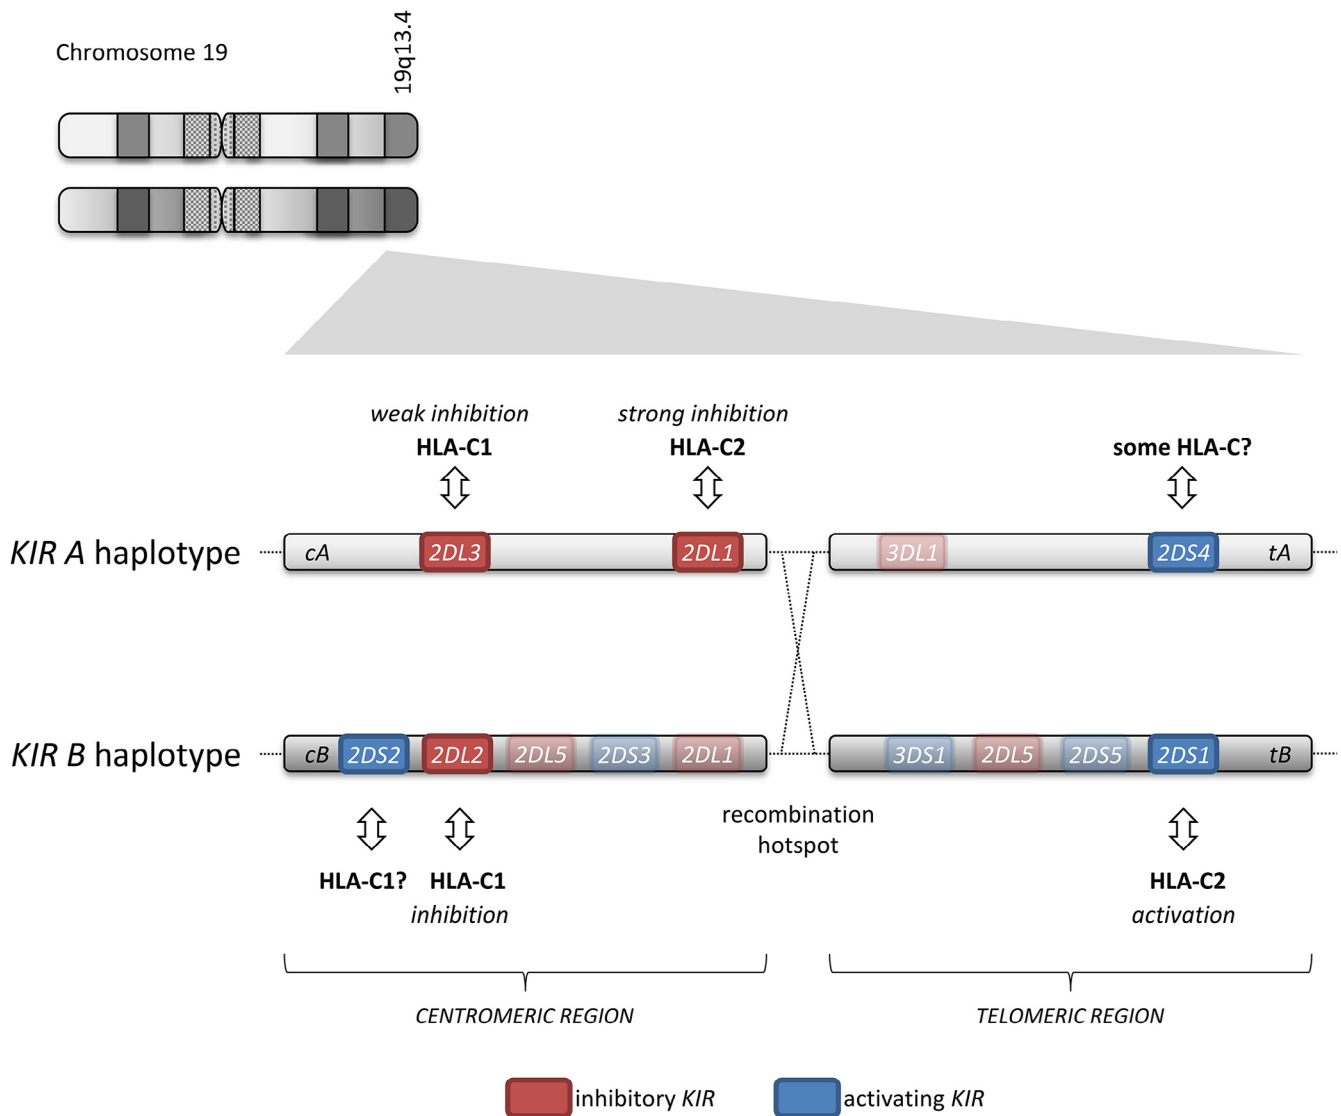 Chromosome 19
19q13.4
weak inhibition
HLA-C1
strong inhibition
HLA-C2
some HLA-C?
KIR A haplotype
cA
2DL3
2DL1
3DL1
2DS4
tA
KIR B haplotype
cB
2DS2
2DL2
2DL5
2DS3
2DL1
3DS1
2DL5
2DS5
2DS1
tB
recombination
hotspot
HLA-C1?
HLA-C1
inhibition
HLA-C2
activation
CENTROMERIC REGION
TELOMERIC REGION
inhibitory KIR
activating KIR